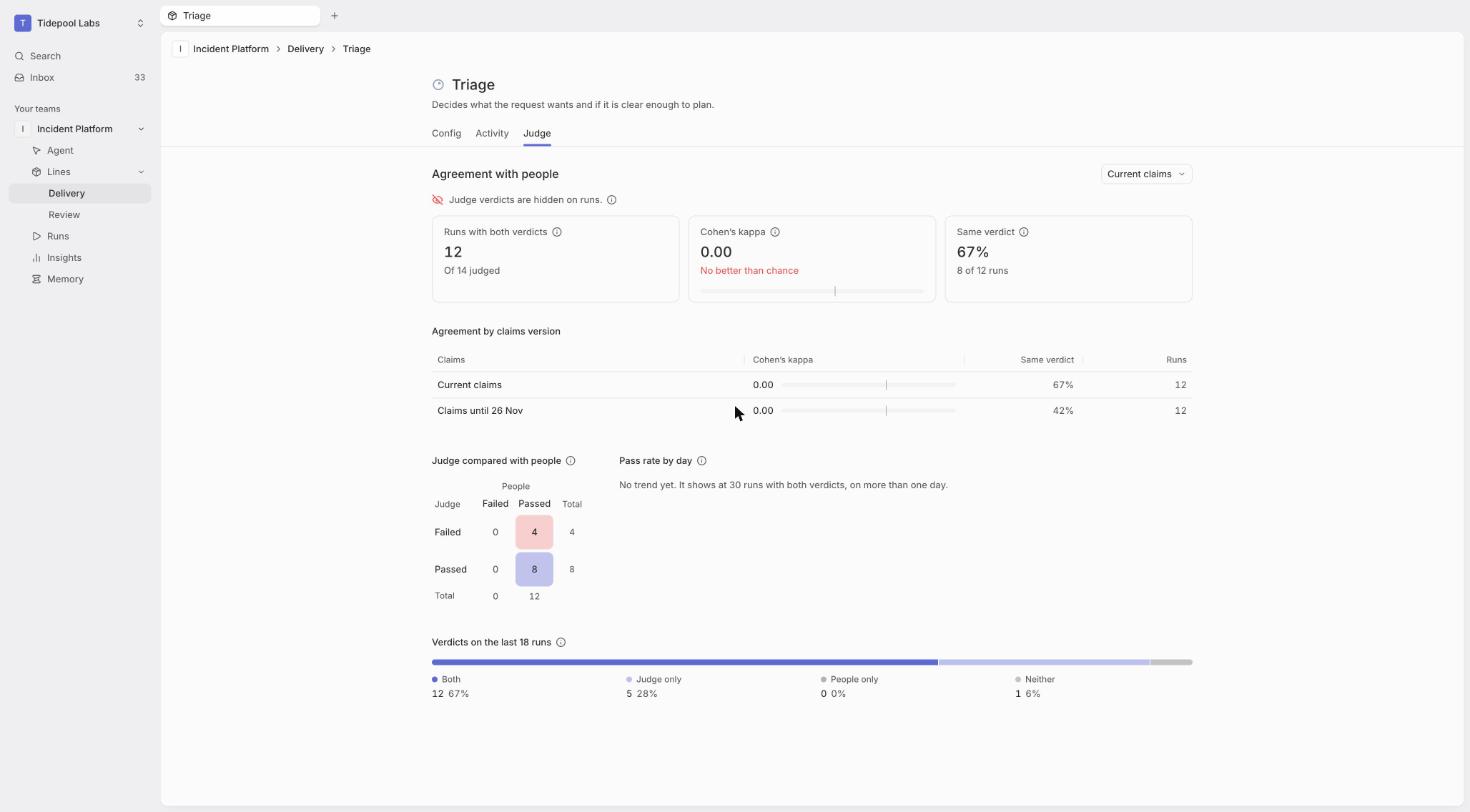 T Tidepool Labs
Triage
Search
Inbox 33
Your teams
I Incident Platform
Agent
Lines
Delivery
Review
Runs
Insights
Memory
I Incident Platform > Delivery > Triage
Triage
Decides what the request wants and if it is clear enough to plan.
Config Activity Judge
Agreement with people
Current claims
Judge verdicts are hidden on runs.
Runs with both verdicts
12
Of 14 judged
Cohen's kappa
0.00
No better than chance
Same verdict
67%
8 of 12 runs
Agreement by claims version
Claims Cohen's kappa Same verdict Runs
Current claims 0.00 67% 12
Claims until 26 Nov 0.00 42% 12
Judge compared with people
People
Judge Failed Passed Total
Failed 0 4 4
Passed 0 8 8
Total 0 12
Pass rate by day
No trend yet. It shows at 30 runs with both verdicts, on more than one day.
Verdicts on the last 18 runs
Both
12 67%
Judge only
5 28%
People only
0 0%
Neither
1 6%